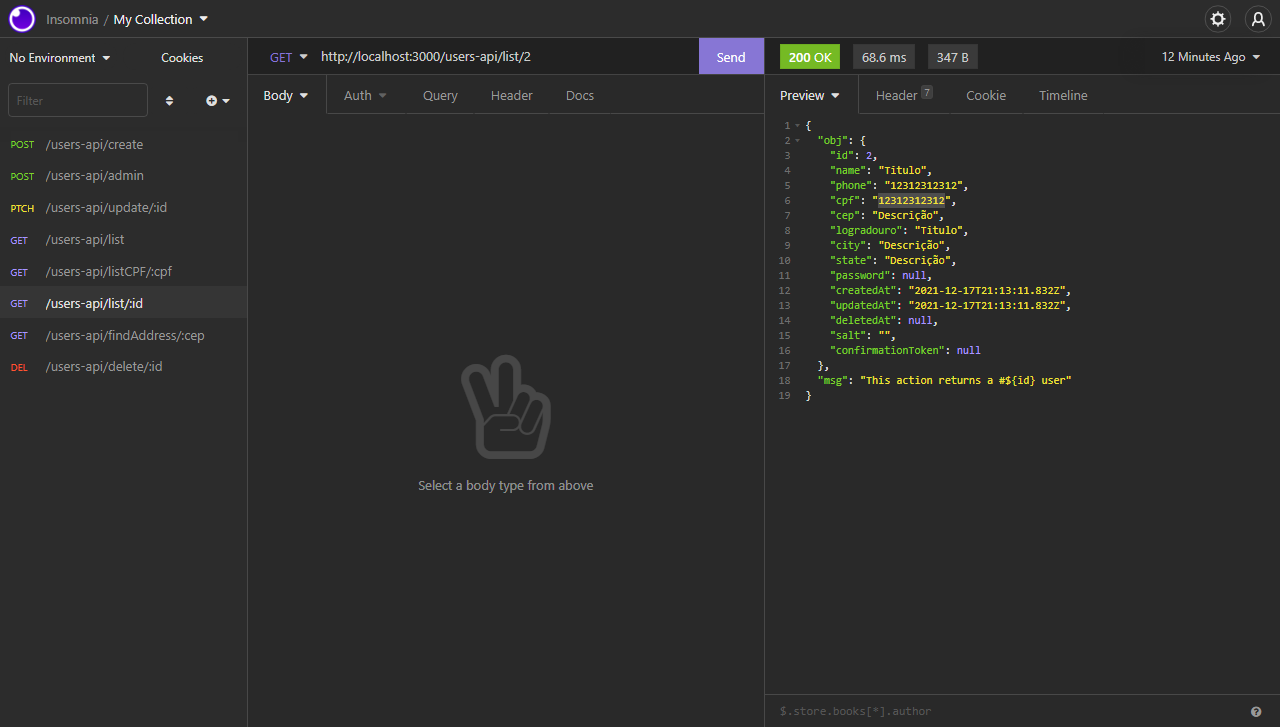 Insomnia / My Collection
No Environment
Cookies
Filter
POST /users-api/create
POST /users-api/admin
PTCH /users-api/update/:id
GET /users-api/list
GET /users-api/listCPF/:cpf
GET /users-api/list/:id
GET /users-api/findAddress/:cep
DEL /users-api/delete/:id
GET http://localhost:3000/users-api/list/2 Send
Body Auth Query Header Docs
Select a body type from above
200 OK 68.6 ms 347 B 12 Minutes Ago
Preview Header 7 Cookie Timeline
1 {
2 "obj": {
3 "id": 2,
4 "name": "Titulo",
5 "phone": "12312312312",
6 "cpf": "12312312312",
7 "cep": "Descrição",
8 "logradouro": "Titulo",
9 "city": "Descrição",
10 "state": "Descrição",
11 "password": null,
12 "createdAt": "2021-12-17T21:13:11.832Z",
13 "updatedAt": "2021-12-17T21:13:11.832Z",
14 "deletedAt": null,
15 "salt": "",
16 "confirmationToken": null
17 },
18 "msg": "This action returns a #${id} user"
19 }
$.store.books[*].author